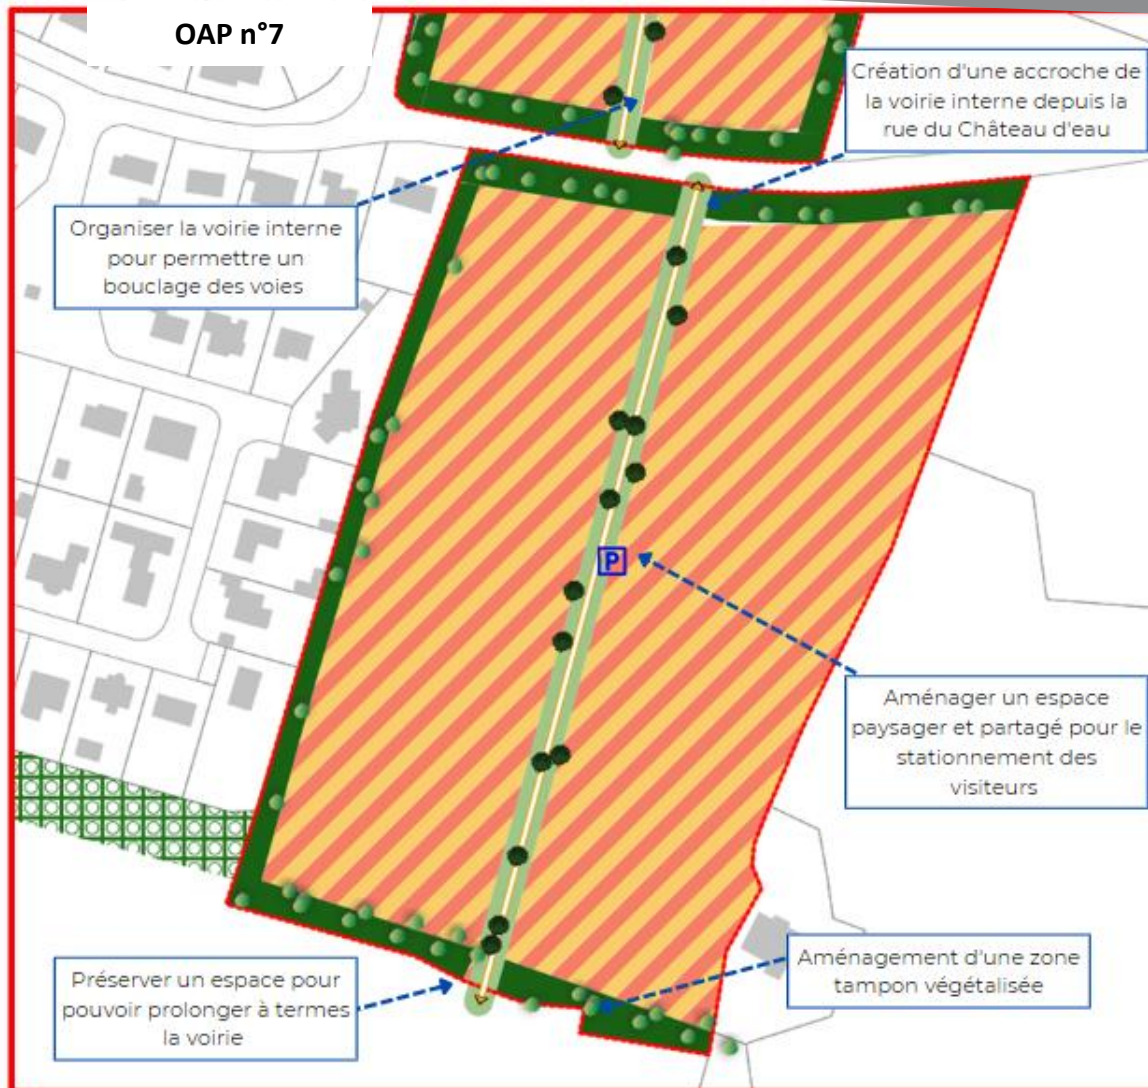 OAP n°7
Création d'une accroche de
la voirie interne depuis la
rue du Château d'eau
Organiser la voirie interne
pour permettre un
bouclage des voies
P
Aménager un espace
paysager et partagé pour le
stationnement des
visiteurs
Aménagement d'une zone
tampon végétalisée
Préserver un espace pour
pouvoir prolonger à termes
la voirie